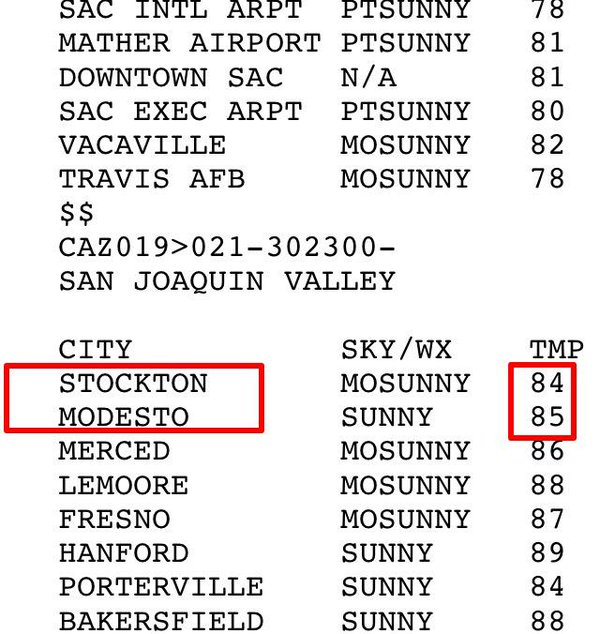 SAC INTL ARPT PTSUNNY 78
MATHER AIRPORT PTSUNNY 81
DOWNTOWN SAC N/A 81
SAC EXEC ARPT PTSUNNY 80
VACAVILLE MOSUNNY 82
TRAVIS AFB MOSUNNY 78
$$
CAZ019>021-302300-
SAN JOAQUIN VALLEY
CITY SKY/WX TMP
STOCKTON MOSUNNY 84
MODESTO SUNNY 85
MERCED MOSUNNY 86
LEMOORE MOSUNNY 88
FRESNO MOSUNNY 87
HANFORD SUNNY 89
PORTERVILLE SUNNY 84
BAKERSFIELD SUNNY 88